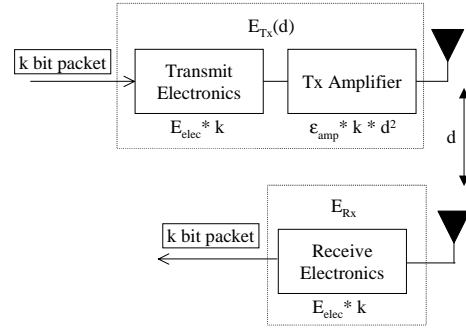 E_Tx(d)
k bit packet
Transmit
Electronics
Tx Amplifier
E_elec* k
ε_amp* k * d²
d
E_Rx
k bit packet
Receive
Electronics
E_elec* k